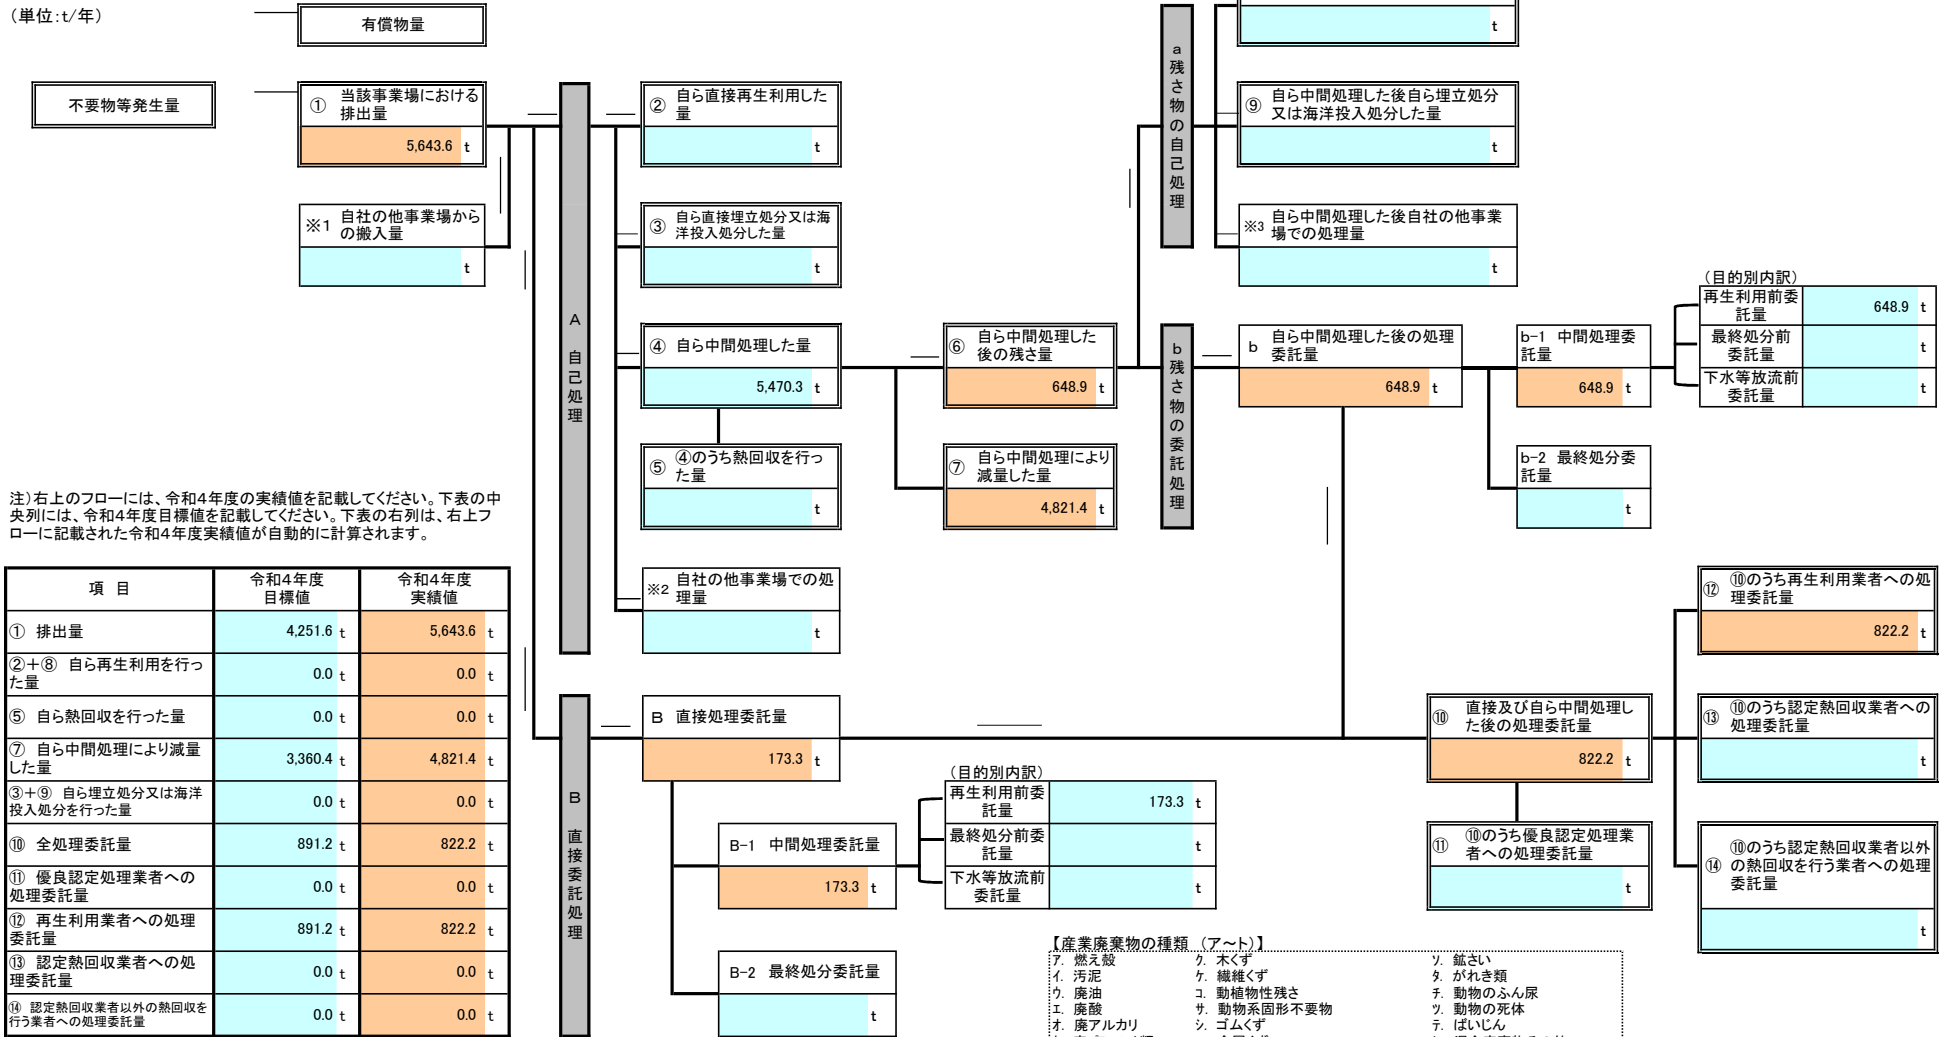 (単位:t/年)
有償物量
t
不要物等発生量
① 当該事業場における
排出量
5,643.6 t
※1 自社の他事業場から
の搬入量
t
A 自己処理
② 自ら直接再生利用した
量
t
③ 自ら直接埋立処分又は海
洋投入処分した量
t
④ 自ら中間処理した量
5,470.3 t
⑤ ④のうち熱回収を行っ
た量
t
※2 自社の他事業場での処
理量
t
⑥ 自ら中間処理した
後の残さ量
648.9 t
⑦ 自ら中間処理により
減量した量
4,821.4 t
a 残さ物の自己処理
⑨ 自ら中間処理した後自ら埋立処分
又は海洋投入処分した量
t
※3 自ら中間処理した後自社の他事業
場での処理量
t
b 残さ物の委託処理
b 自ら中間処理した後の処理
委託量
648.9 t
b-1 中間処理委
託量
648.9 t
b-2 最終処分委
託量
t
(目的別内訳)
再生利用前委
託量
648.9 t
最終処分前
委託量
t
下水等放流前
委託量
t
注)右上のフローには、令和4年度の実績値を記載してください。下表の中
央列には、令和4年度目標値を記載してください。下表の右列は、右上フ
ローに記載された令和4年度実績値が自動的に計算されます。
項 目 令和4年度
目標値 令和4年度
実績値
① 排出量 4,251.6 t 5,643.6 t
②+⑧ 自ら再生利用を行っ
た量 0.0 t 0.0 t
⑤ 自ら熱回収を行った量 0.0 t 0.0 t
⑦ 自ら中間処理により減量
した量 3,360.4 t 4,821.4 t
③+⑨ 自ら埋立処分又は海洋
投入処分を行った量 0.0 t 0.0 t
⑩ 全処理委託量 891.2 t 822.2 t
⑪ 優良認定処理業者への
処理委託量 0.0 t 0.0 t
⑫ 再生利用業者への処理
委託量 891.2 t 822.2 t
⑬ 認定熱回収業者への処
理委託量 0.0 t 0.0 t
⑭ 認定熱回収業者以外の熱回収を
行う業者への処理委託量 0.0 t 0.0 t
B 直接委託処理
B 直接処理委託量
173.3 t
B-1 中間処理委託量
173.3 t
B-2 最終処分委託量
t
(目的別内訳)
再生利用前委
託量
173.3 t
最終処分前委
託量
t
下水等放流前
委託量
t
⑩ 直接及び自ら中間処理し
た後の処理委託量
822.2 t
⑪ ⑩のうち優良認定処理業
者への処理委託量
t
⑫ ⑩のうち再生利用業者への処
理委託量
822.2 t
⑬ ⑩のうち認定熱回収業者への
処理委託量
t
⑭ ⑩のうち認定熱回収業者以外
の熱回収を行う業者への処理
委託量
t
【産業廃棄物の種類 (ア~ト)】
ア. 燃え殻 ク. 木くず ソ. 鉱さい
イ. 汚泥 ケ. 繊維くず タ. がれき類
ウ. 廃油 コ. 動植物性残さ チ. 動物のふん尿
エ. 廃酸 サ. 動物系固形不要物 ツ. 動物の死体
オ. 廃アルカリ シ. ゴムくず テ. ばいじん